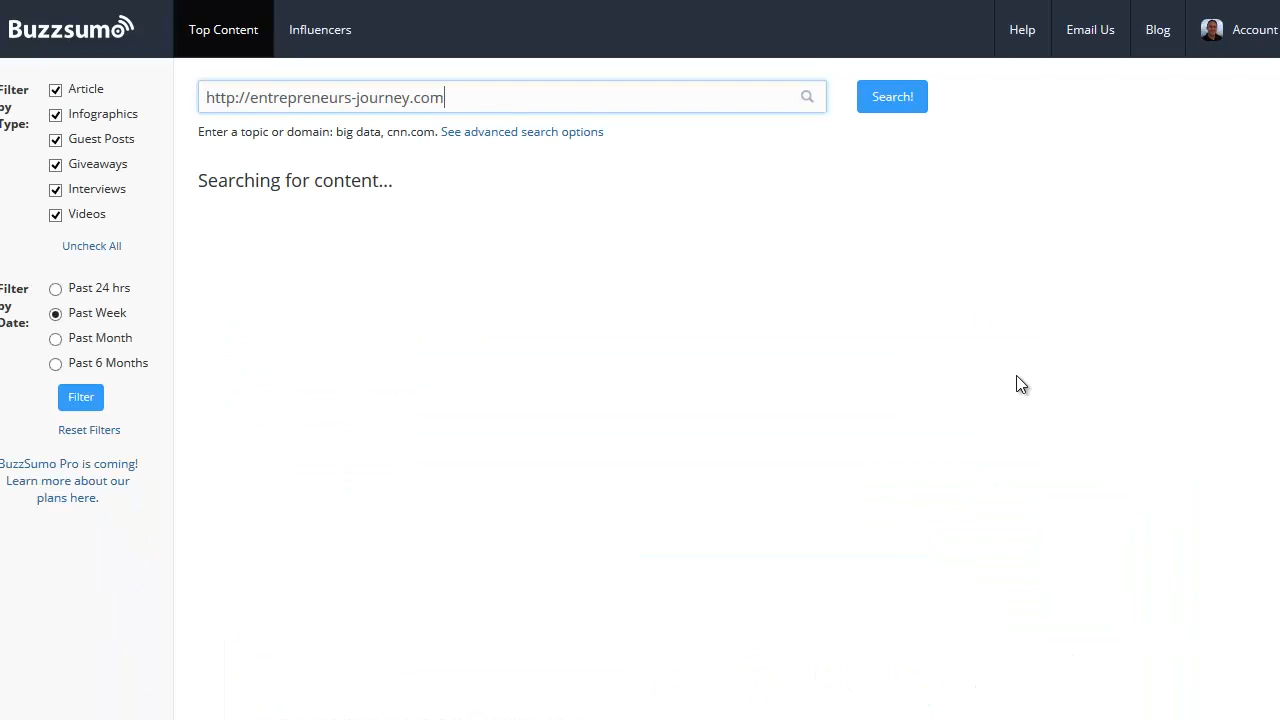 Buzzsumo
Top Content
Influencers
Help
Email Us
Blog
Account
Filter
by
Type:
Article
Infographics
Guest Posts
Giveaways
Interviews
Videos
Uncheck All
Filter
by
Date:
Past 24 hrs
Past Week
Past Month
Past 6 Months
Filter
Reset Filters
BuzzSumo Pro is coming!
Learn more about our
plans here.
http://entrepreneurs-journey.com
Search!
Enter a topic or domain: big data, cnn.com. See advanced search options
Searching for content...